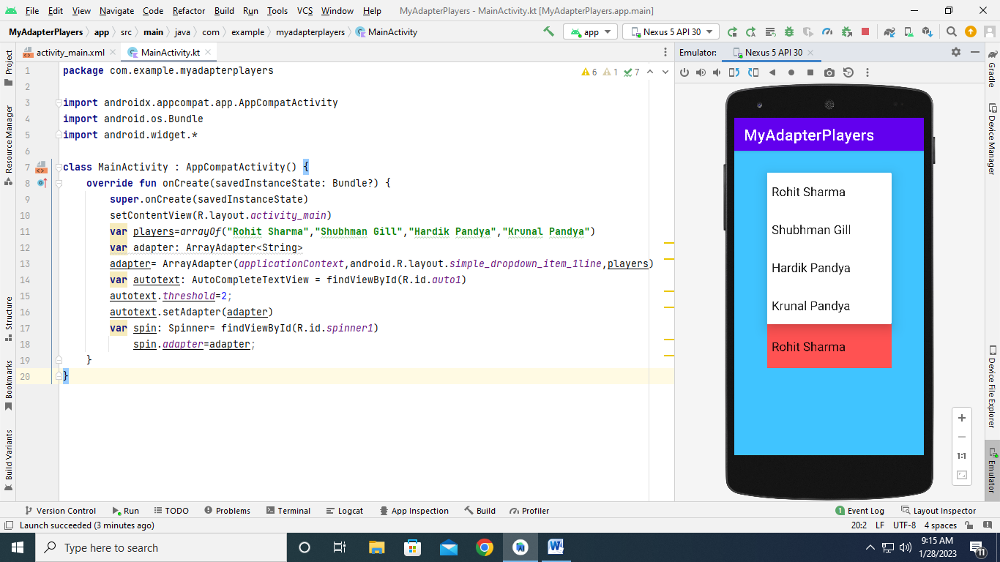 File Edit View Navigate Code Refactor Build Run Tools VCS Window Help MyAdapterPlayers - MainActivity.kt [MyAdapterPlayers.app.main]
MyAdapterPlayers app src main java com example myadapterplayers MainActivity app Nexus 5 API 30
activity_main.xml MainActivity.kt Emulator: Nexus 5 API 30
Project
Resource Manager
Structure
Bookmarks
Build Variants
6 1 7
1 package com.example.myadapterplayers
2
3 import androidx.appcompat.app.AppCompatActivity
4 import android.os.Bundle
5 import android.widget.*
6
7 class MainActivity : AppCompatActivity() {
8 override fun onCreate(savedInstanceState: Bundle?) {
9 super.onCreate(savedInstanceState)
10 setContentView(R.layout.activity_main)
11 var players=arrayOf("Rohit Sharma","Shubhman Gill","Hardik Pandya","Krunal Pandya")
12 var adapter: ArrayAdapter<String>
13 adapter= ArrayAdapter(applicationContext,android.R.layout.simple_dropdown_item_1line,players)
14 var autotext: AutoCompleteTextView = findViewById(R.id.auto1)
15 autotext.threshold=2;
16 autotext.setAdapter(adapter)
17 var spin: Spinner= findViewById(R.id.spinner1)
18 spin.adapter=adapter;
19 }
20 }
MyAdapterPlayers
Rohit Sharma
Shubhman Gill
Hardik Pandya
Krunal Pandya
Rohit Sharma
1:1
Gradle
Device Manager
Device File Explorer
Emulator
Version Control Run TODO Problems Terminal Logcat App Inspection Build Profiler 1 Event Log Layout Inspector
Launch succeeded (3 minutes ago) 20:2 LF UTF-8 4 spaces
Type here to search W 9:15 AM
1/28/2023 11